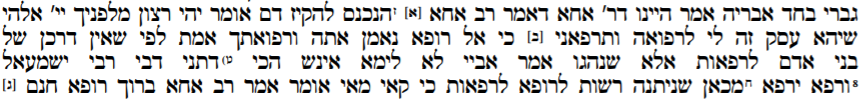 גברי בחד אבריה אמר היינו דר׳ אחא דאמר רב אחא [א] ׳הנכנס להקיז דם אומר יהי רצון מלפניך יי׳ אלהי
שיהא עסק זה לי לרפואה ותרפאני [ב] כי אל רופא נאמן אתה ורפואתך אמת לפי שאין דרכן של
בני אדם לרפאות אלא שנהגו אמר אביי לא לימא אינש הכי ט) דתני דבי רבי ישמעאל
ורפא ירפא ח מכאן שניתנה רשות לרופא לרפאות כי קאי מאי אומר אמר רב אחא ברוך רופא חנם [ג]